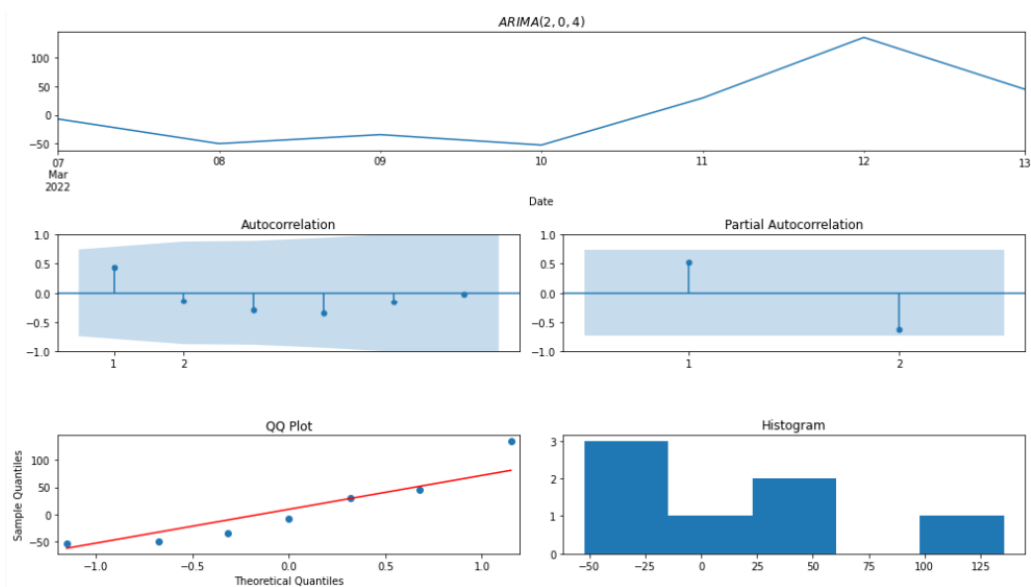 ARIMA(2, 0, 4)
100
50
0
−50
07 08 09 10 11 12 13
Mar
2022
Date
Autocorrelation
1.0
0.5
0.0
−0.5
−1.0
1 2
Partial Autocorrelation
1.0
0.5
0.0
−0.5
−1.0
1 2
QQ Plot
Sample Quantiles
100
50
0
−50
−1.0 −0.5 0.0 0.5 1.0
Theoretical Quantiles
Histogram
3
2
1
0
−50 −25 0 25 50 75 100 125